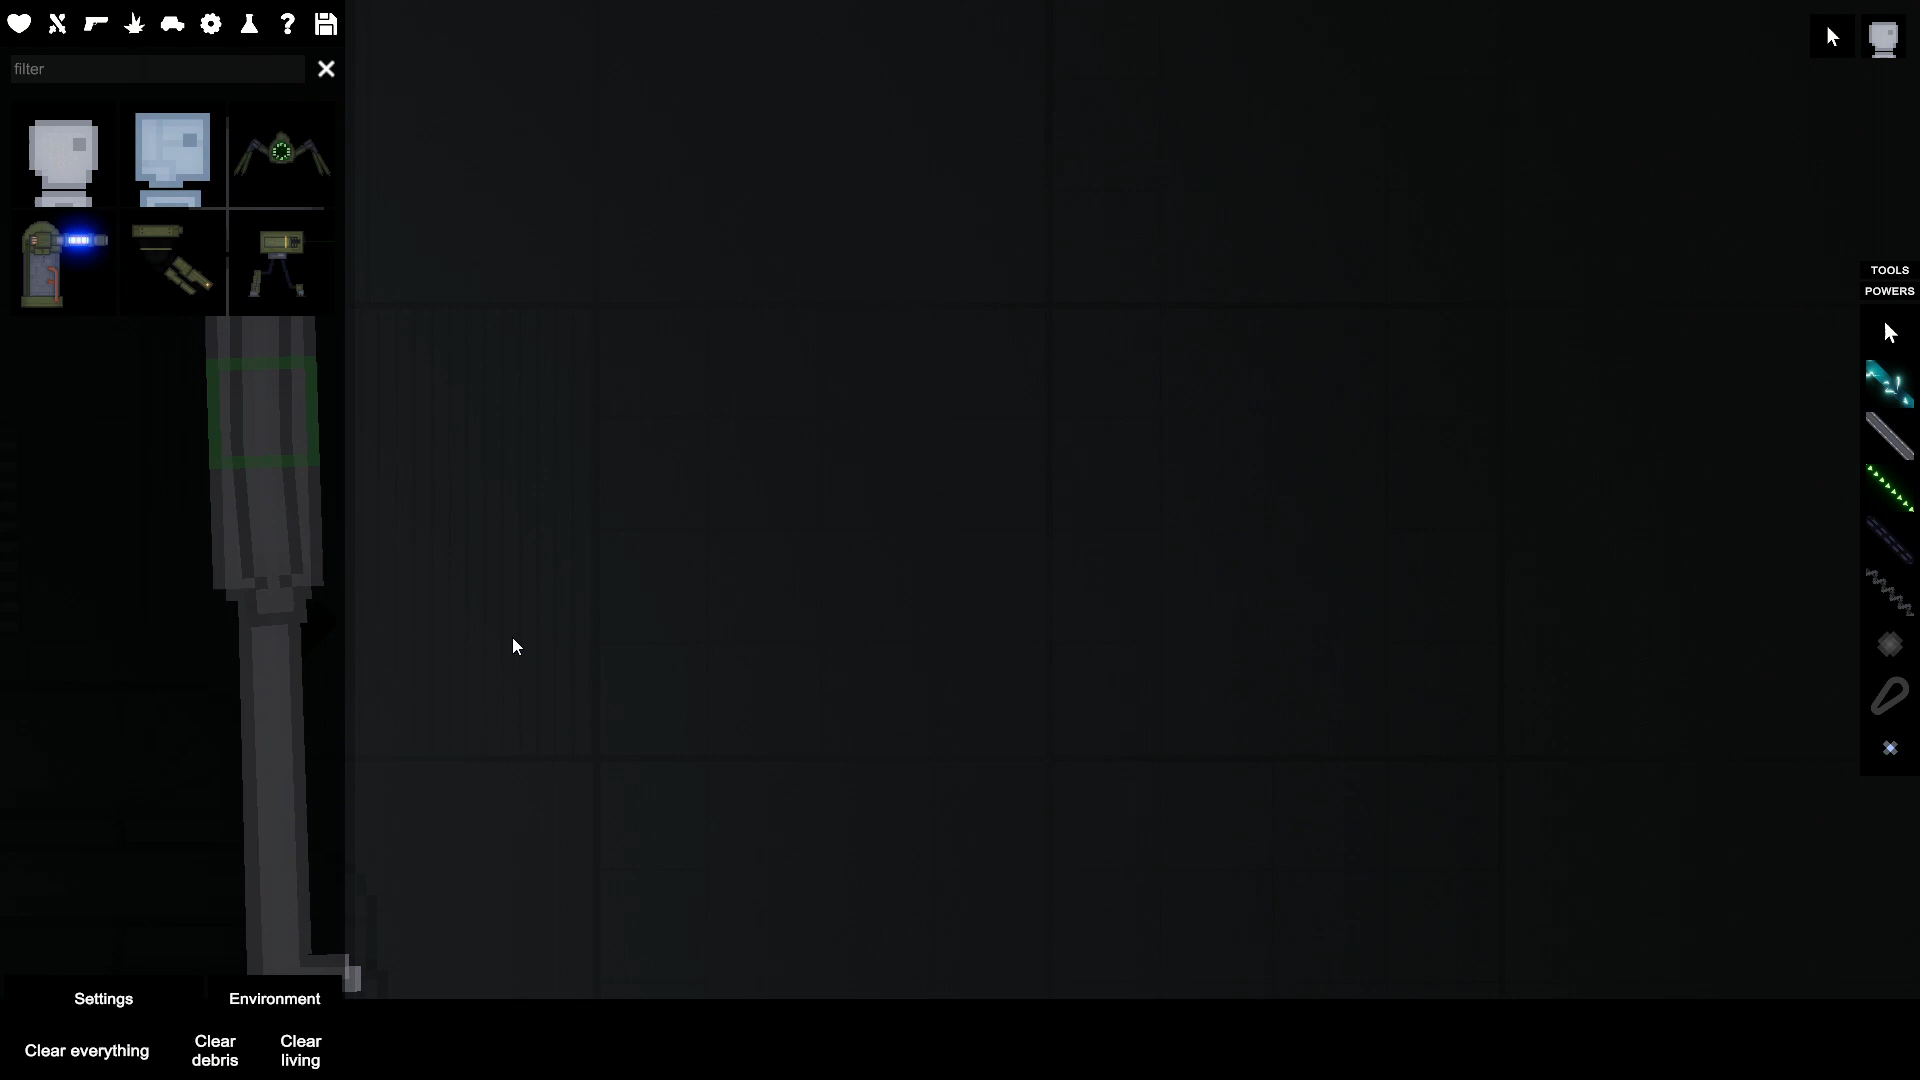 filter
TOOLS
POWERS
Settings
Environment
Clear everything
Clear
debris
Clear
living